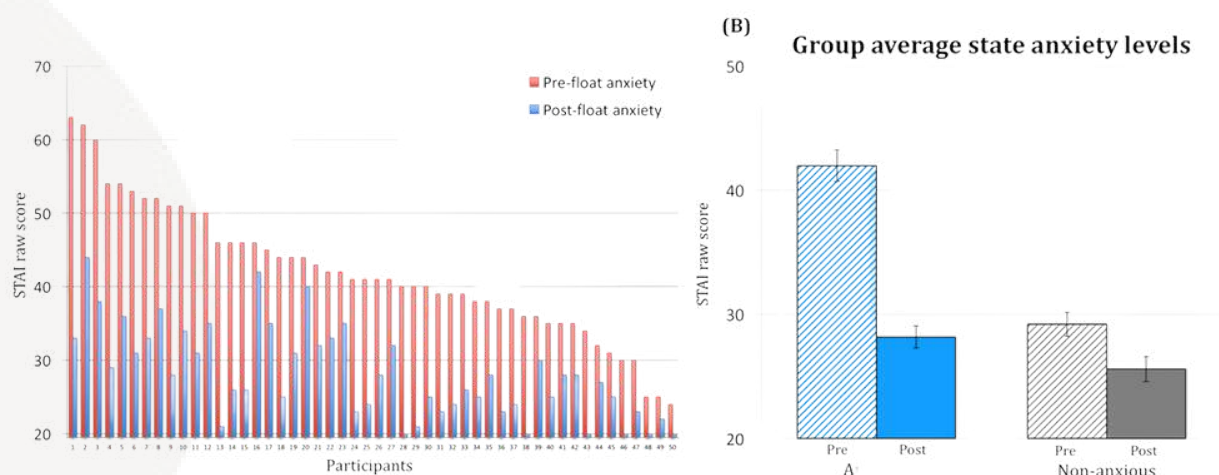 70
Pre-float anxiety
Post-float anxiety
60
50
40
30
20
STAI raw score
1 2 3 4 5 6 7 8 9 10 11 12 13 14 15 16 17 18 19 20 21 22 23 24 25 26 27 28 29 30 31 32 33 34 35 36 37 38 39 40 41 42 43 44 45 46 47 48 49 50
Participants
(B)
Group average state anxiety levels
50
40
30
20
STAI raw score
Pre Post Pre Post
A
Non-anxious